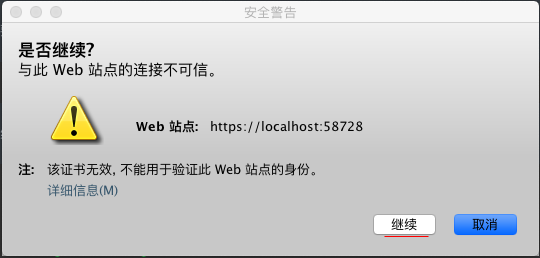 安全警告
是否继续?
与此 Web 站点的连接不可信。
Web 站点: https://localhost:58728
注: 该证书无效, 不能用于验证此 Web 站点的身份。
详细信息(M)
继续 取消